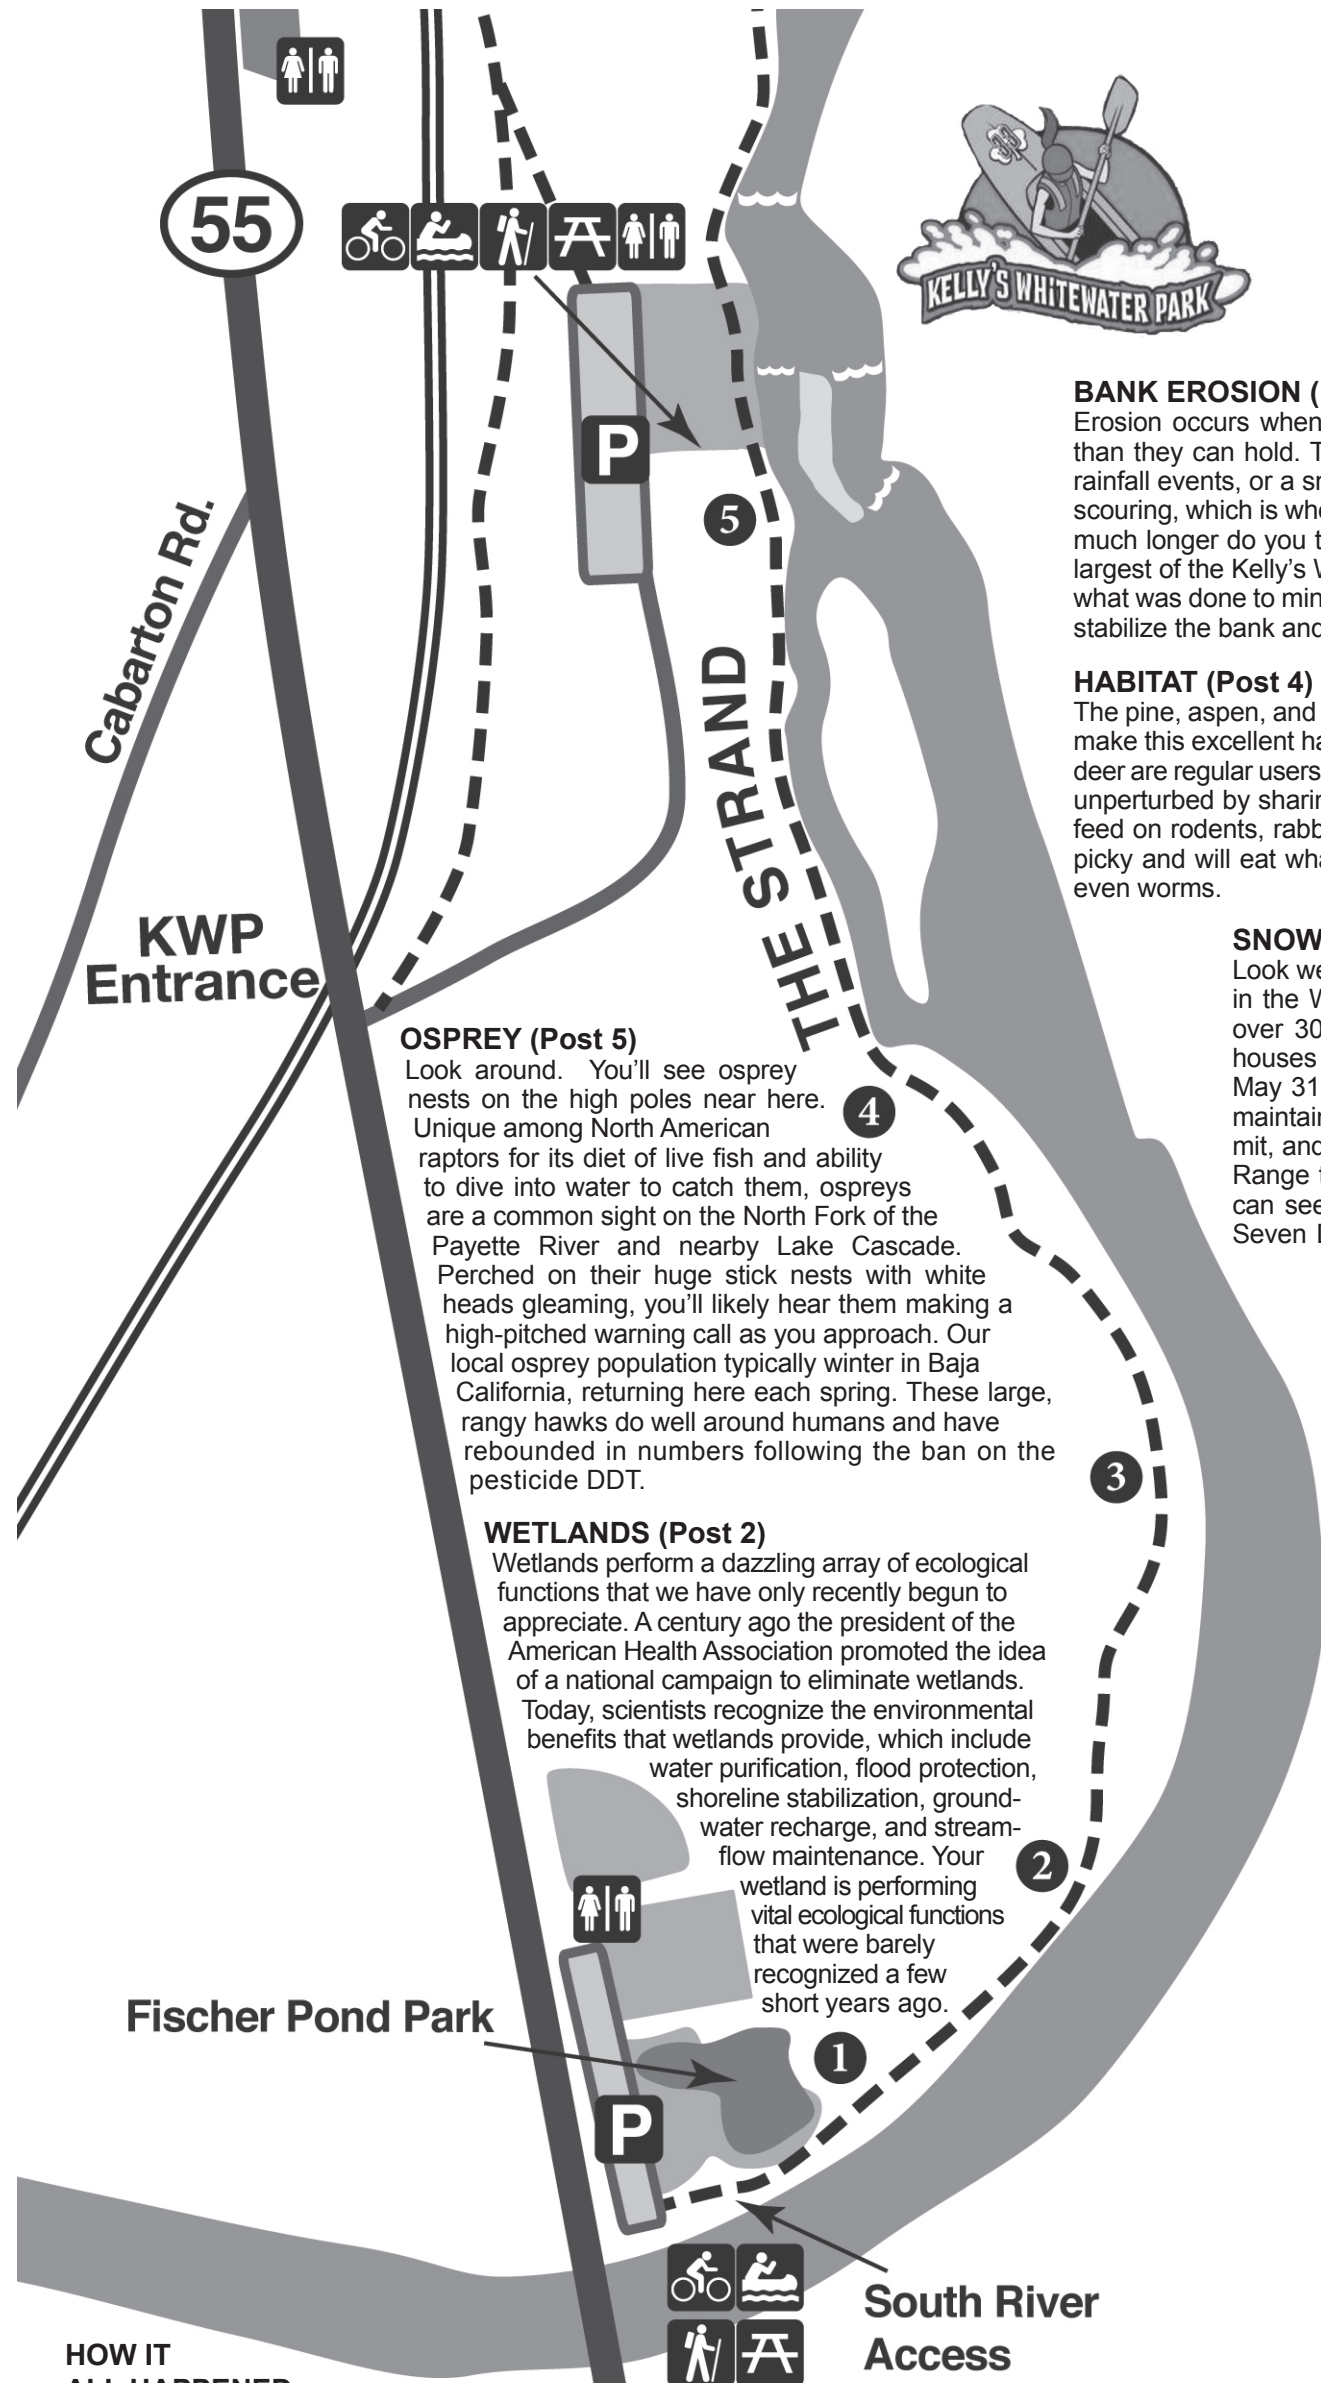 55
KELLY'S WHITEWATER PARK
P
5
Cabarton Rd.
THE STRAND
KWP
Entrance
BANK EROSION (
Erosion occurs when
than they can hold. T
rainfall events, or a sn
scouring, which is whe
much longer do you t
largest of the Kelly's W
what was done to min
stabilize the bank and
HABITAT (Post 4)
The pine, aspen, and
make this excellent ha
deer are regular users
unperturbed by sharin
feed on rodents, rabb
picky and will eat wha
even worms.
SNOW
Look we
in the W
over 30
houses
May 31
maintain
mit, and
Range t
can see
Seven
OSPREY (Post 5)
Look around. You'll see osprey
nests on the high poles near here.
Unique among North American
raptors for its diet of live fish and ability
to dive into water to catch them, ospreys
are a common sight on the North Fork of the
Payette River and nearby Lake Cascade.
Perched on their huge stick nests with white
heads gleaming, you'll likely hear them making a
high-pitched warning call as you approach. Our
local osprey population typically winter in Baja
California, returning here each spring. These large,
rangy hawks do well around humans and have
rebounded in numbers following the ban on the
pesticide DDT.
4
3
WETLANDS (Post 2)
Wetlands perform a dazzling array of ecological
functions that we have only recently begun to
appreciate. A century ago the president of the
American Health Association promoted the idea
of a national campaign to eliminate wetlands.
Today, scientists recognize the environmental
benefits that wetlands provide, which include
water purification, flood protection,
shoreline stabilization, ground-
water recharge, and stream-
flow maintenance. Your
wetland is performing
vital ecological functions
that were barely
recognized a few
short years ago.
2
Fischer Pond Park
1
P
South River
Access
HOW IT
ALL HAPPENED